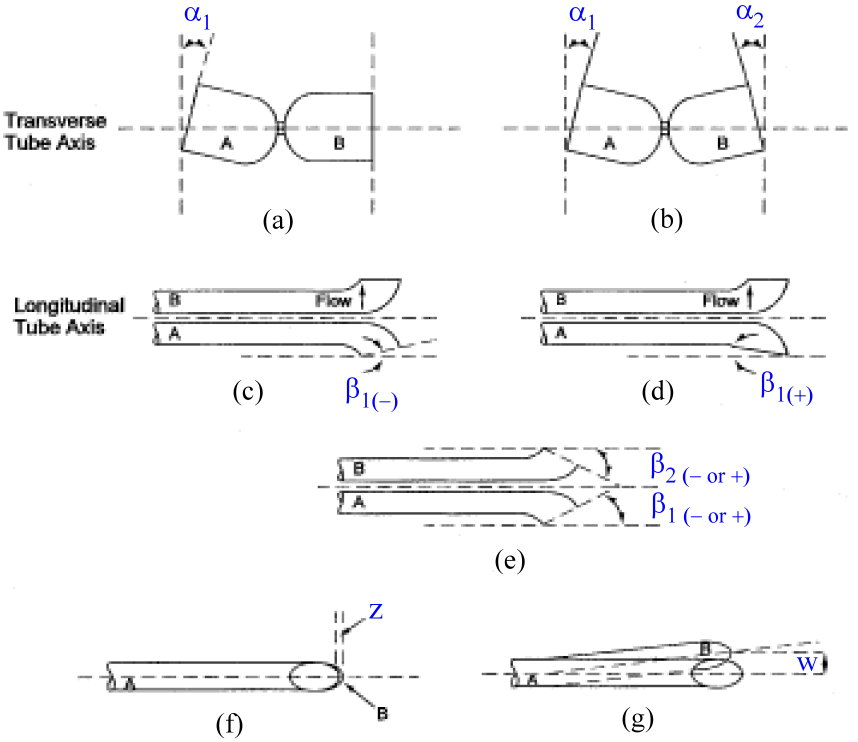 α1 α1 α2
Transverse
Tube Axis
A B A B
(a) (b)
B Flow B Flow
Longitudinal
Tube Axis
A A
(c) β1(−) (d) β1(+)
B
β2 (− or +)
A
β1 (− or +)
(e)
Z
B
W
A A
B
(f) (g)